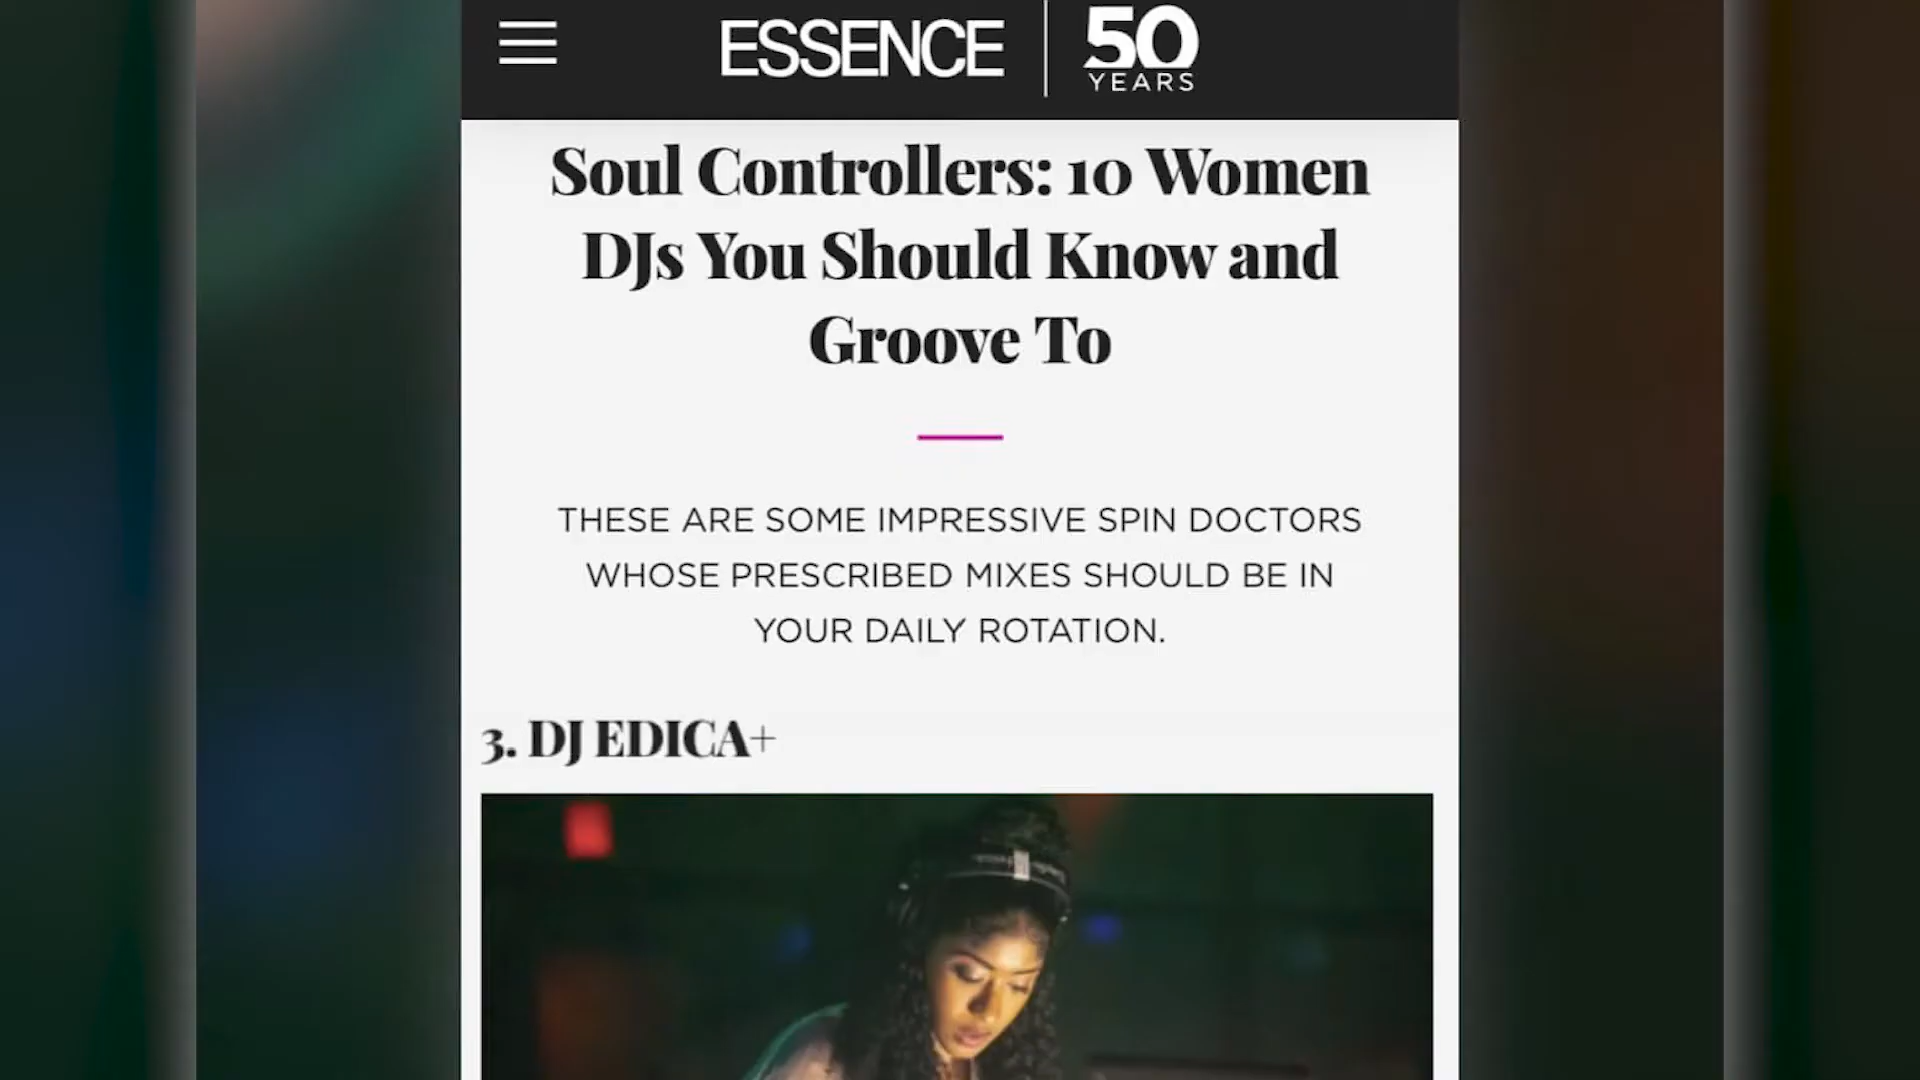 ESSENCE
50
YEARS
Soul Controllers: 10 Women
DJs You Should Know and
Groove To
THESE ARE SOME IMPRESSIVE SPIN DOCTORS
WHOSE PRESCRIBED MIXES SHOULD BE IN
YOUR DAILY ROTATION.
3. DJ EDICA+